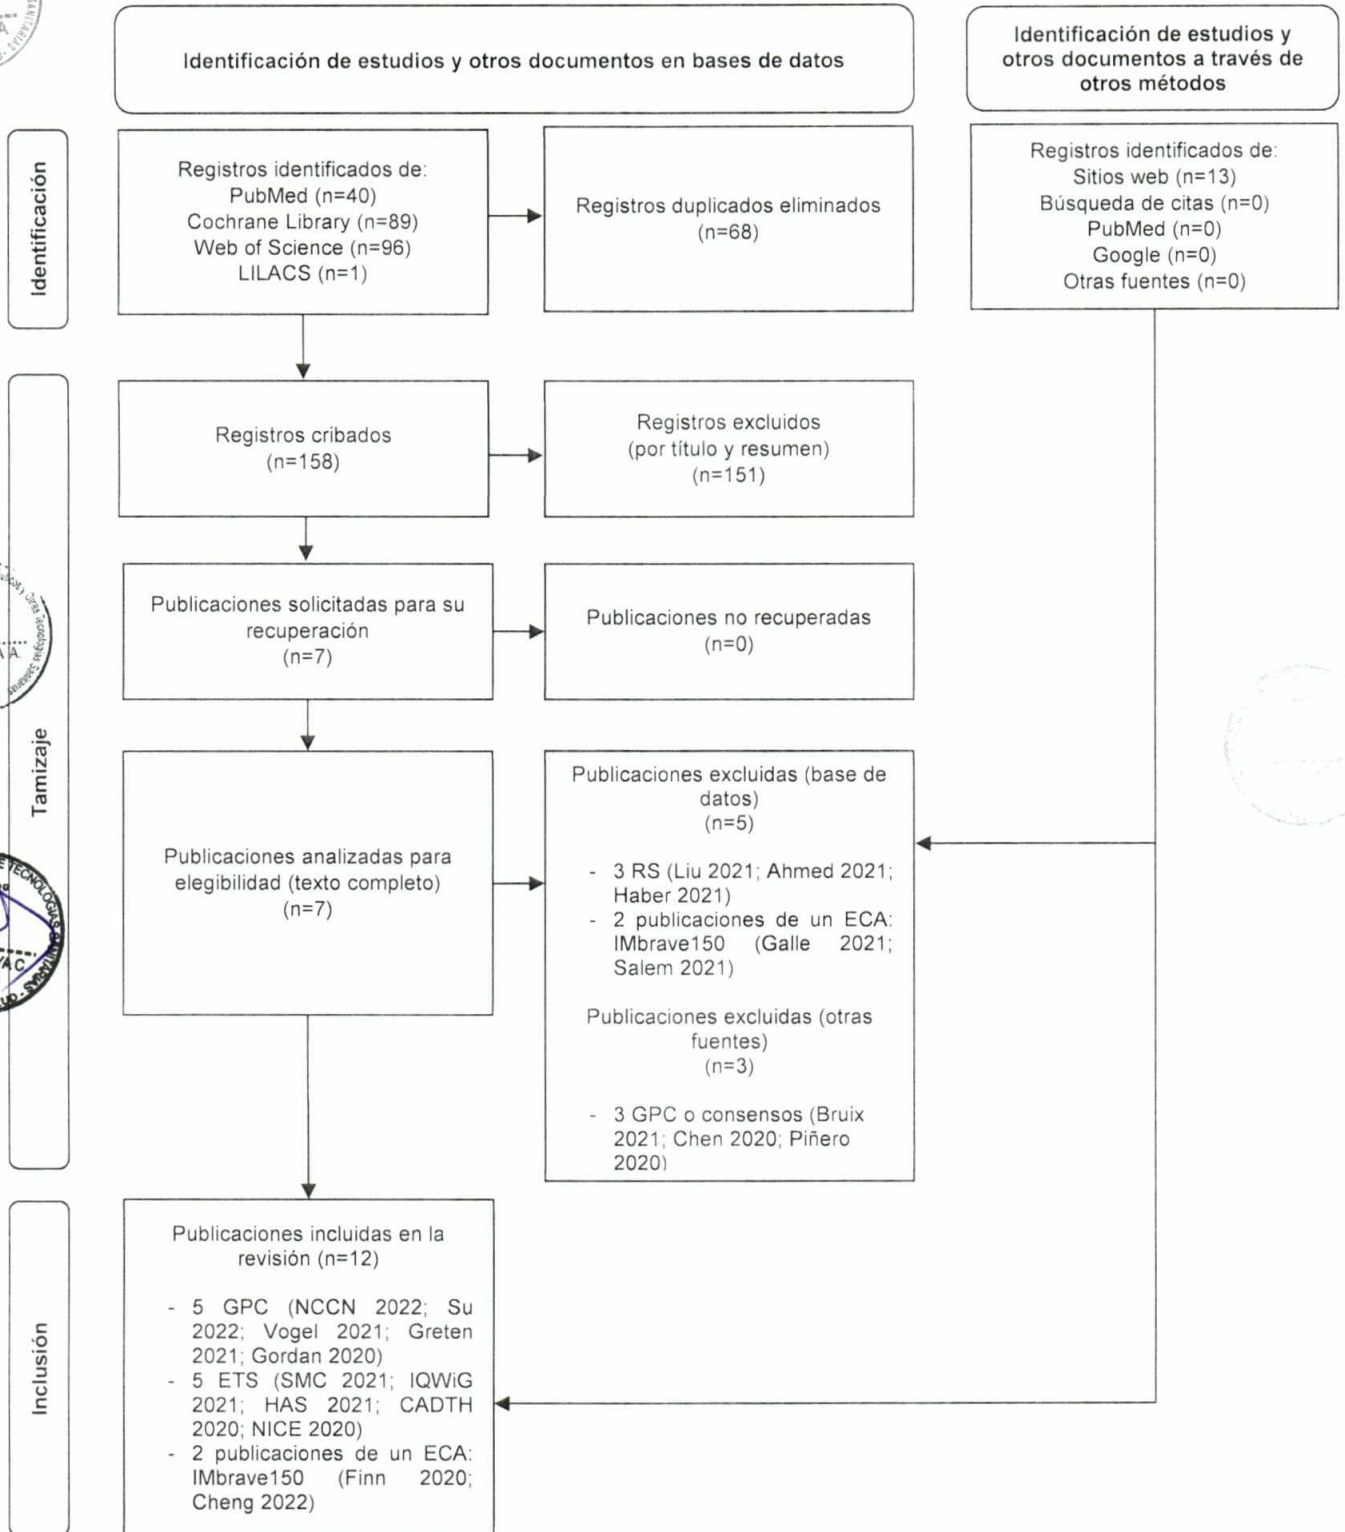 Identificación de estudios y otros documentos en bases de datos
Identificación de estudios y
otros documentos a través de
otros métodos
Identificación
Registros identificados de:
PubMed (n=40)
Cochrane Library (n=89)
Web of Science (n=96)
LILACS (n=1)
Registros duplicados eliminados
(n=68)
Registros identificados de:
Sitios web (n=13)
Búsqueda de citas (n=0)
PubMed (n=0)
Google (n=0)
Otras fuentes (n=0)
Tamizaje
Registros cribados
(n=158)
Registros excluidos
(por título y resumen)
(n=151)
Publicaciones solicitadas para su
recuperación
(n=7)
Publicaciones no recuperadas
(n=0)
Publicaciones analizadas para
elegibilidad (texto completo)
(n=7)
Publicaciones excluidas (base de
datos)
(n=5)
- 3 RS (Liu 2021; Ahmed 2021;
Haber 2021)
- 2 publicaciones de un ECA:
IMbrave150 (Galle 2021;
Salem 2021)
Publicaciones excluidas (otras
fuentes)
(n=3)
- 3 GPC o consensos (Bruix
2021; Chen 2020; Piñero
2020)
Inclusión
Publicaciones incluidas en la
revisión (n=12)
- 5 GPC (NCCN 2022; Su
2022; Vogel 2021; Greten
2021; Gordan 2020)
- 5 ETS (SMC 2021; IQWiG
2021; HAS 2021; CADTH
2020; NICE 2020)
- 2 publicaciones de un ECA:
IMbrave150 (Finn 2020;
Cheng 2022)